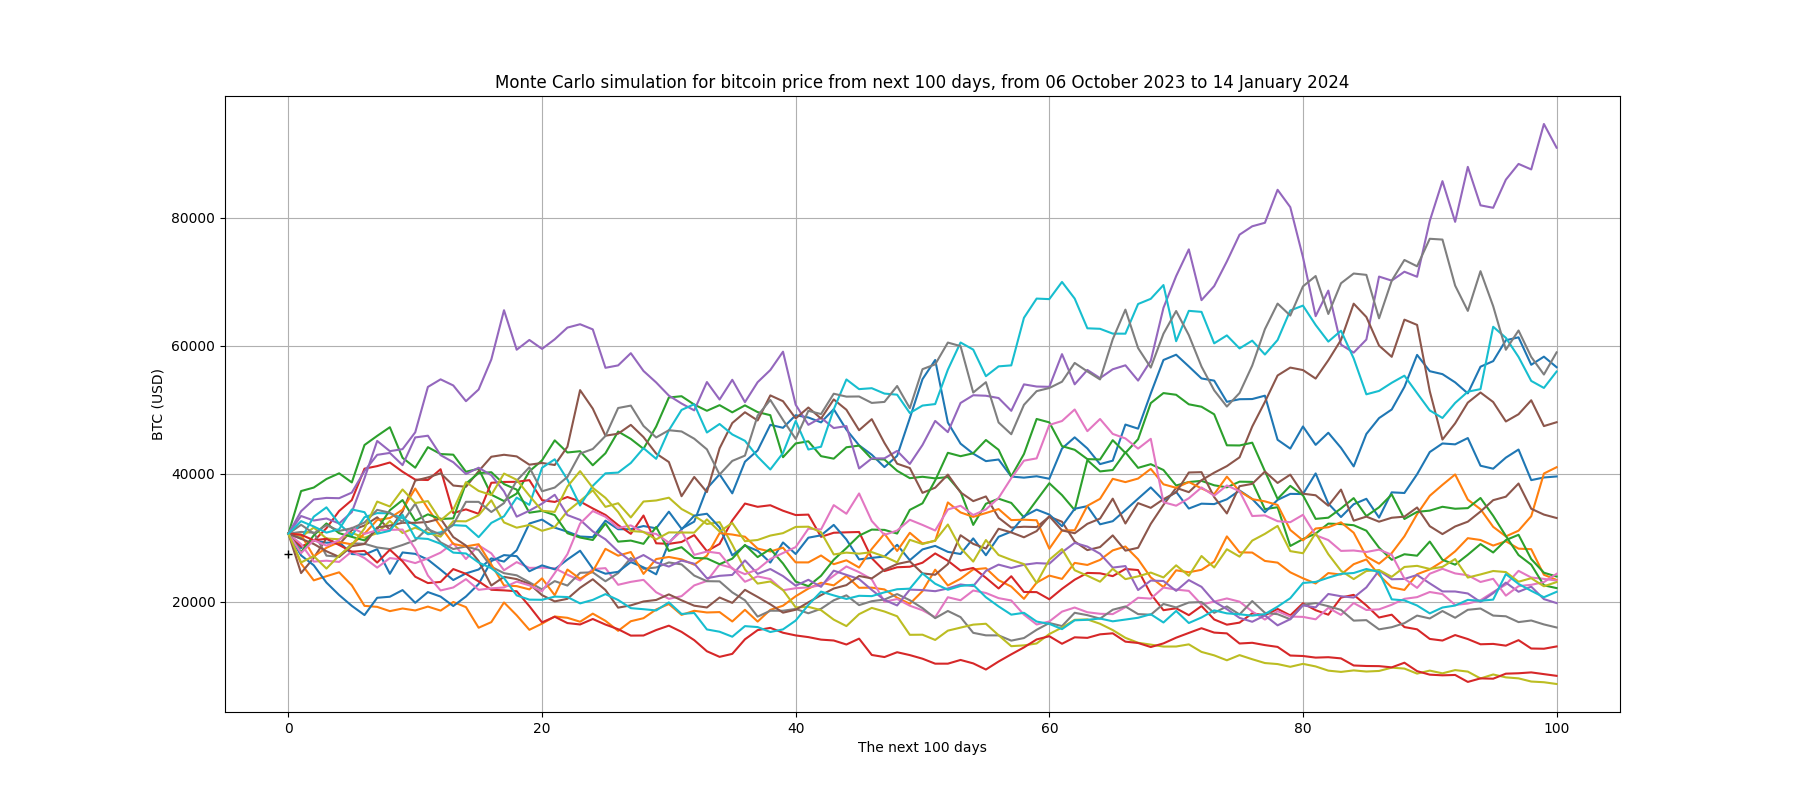 Monte Carlo simulation for bitcoin price from next 100 days, from 06 October 2023 to 14 January 2024
80000
60000
40000
20000
BTC (USD)
0 20 40 60 80 100
The next 100 days